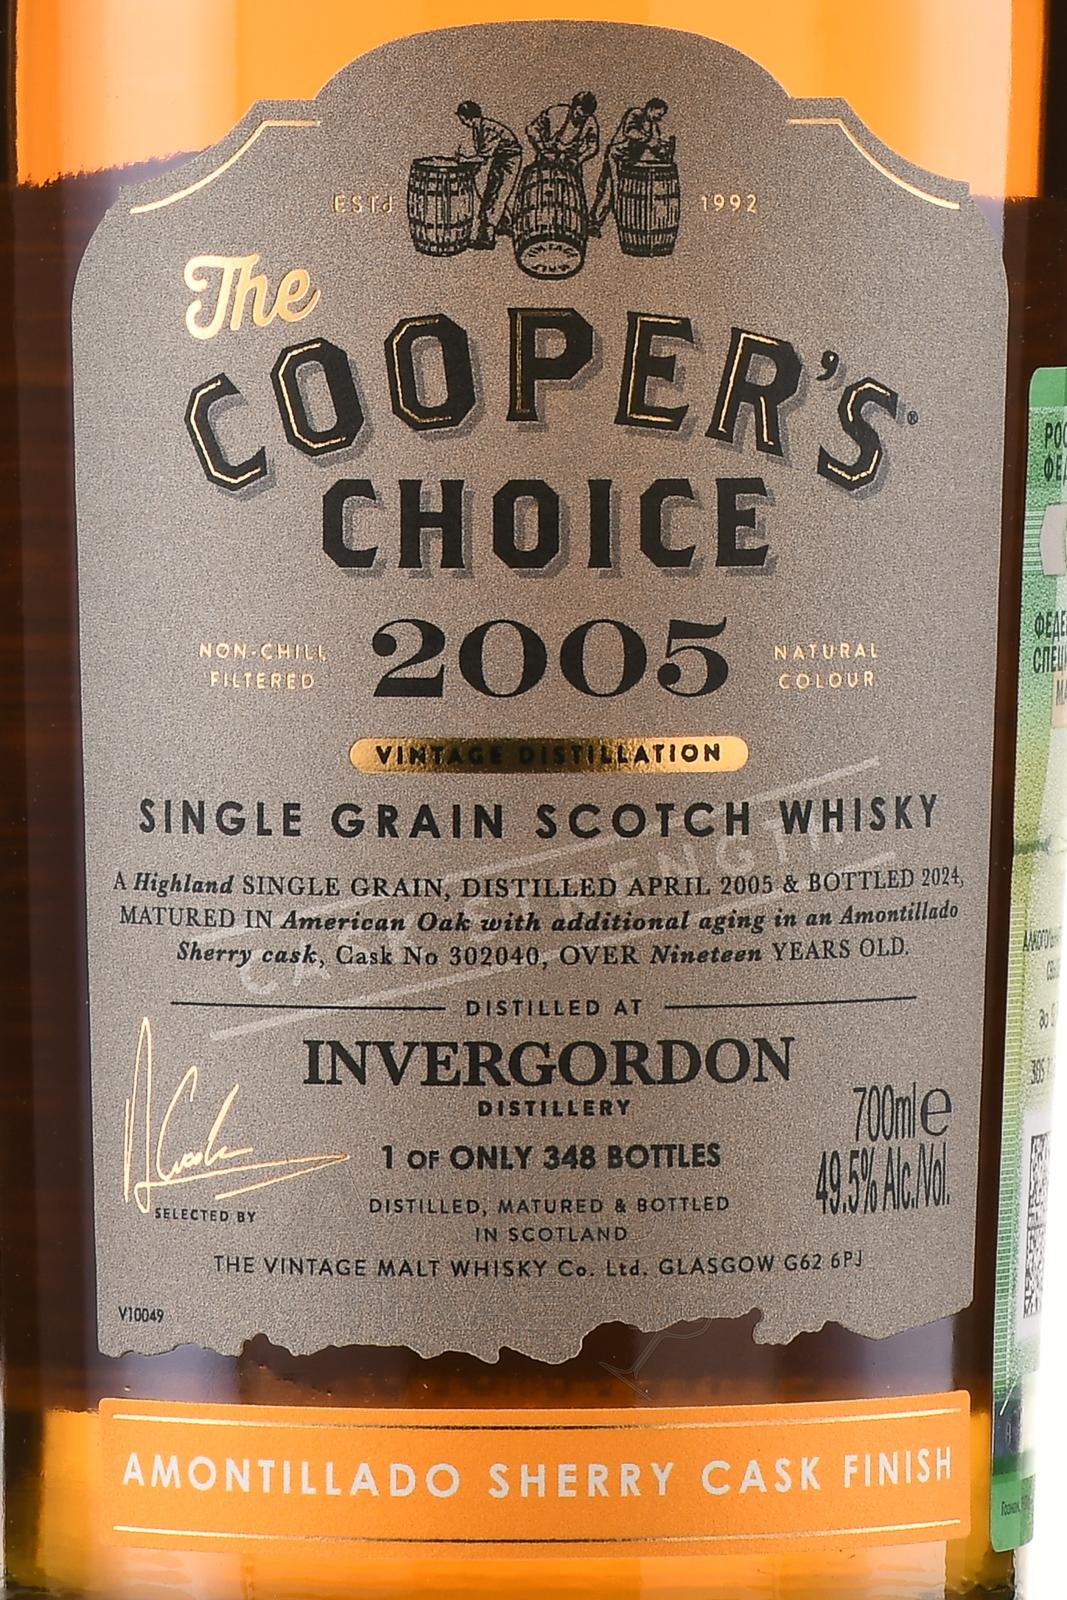 ESTd 1992
The
COOPER'S®
CHOICE
NON-CHILL
FILTERED
2005
NATURAL
COLOUR
VINTAGE DISTILLATION
SINGLE GRAIN SCOTCH WHISKY
CASK STRENGTH
A Highland SINGLE GRAIN, DISTILLED APRIL 2005 & BOTTLED 2024,
MATURED IN American Oak with additional aging in an Amontillado
Sherry cask, Cask No 302040, OVER Nineteen YEARS OLD.
DISTILLED AT
INVERGORDON
DISTILLERY
1 OF ONLY 348 BOTTLES
700ml e
49.5% Alc./Vol.
SELECTED BY
DISTILLED, MATURED & BOTTLED
IN SCOTLAND
THE VINTAGE MALT WHISKY Co. Ltd. GLASGOW G62 6PJ
V10049
AMONTILLADO SHERRY CASK FINISH